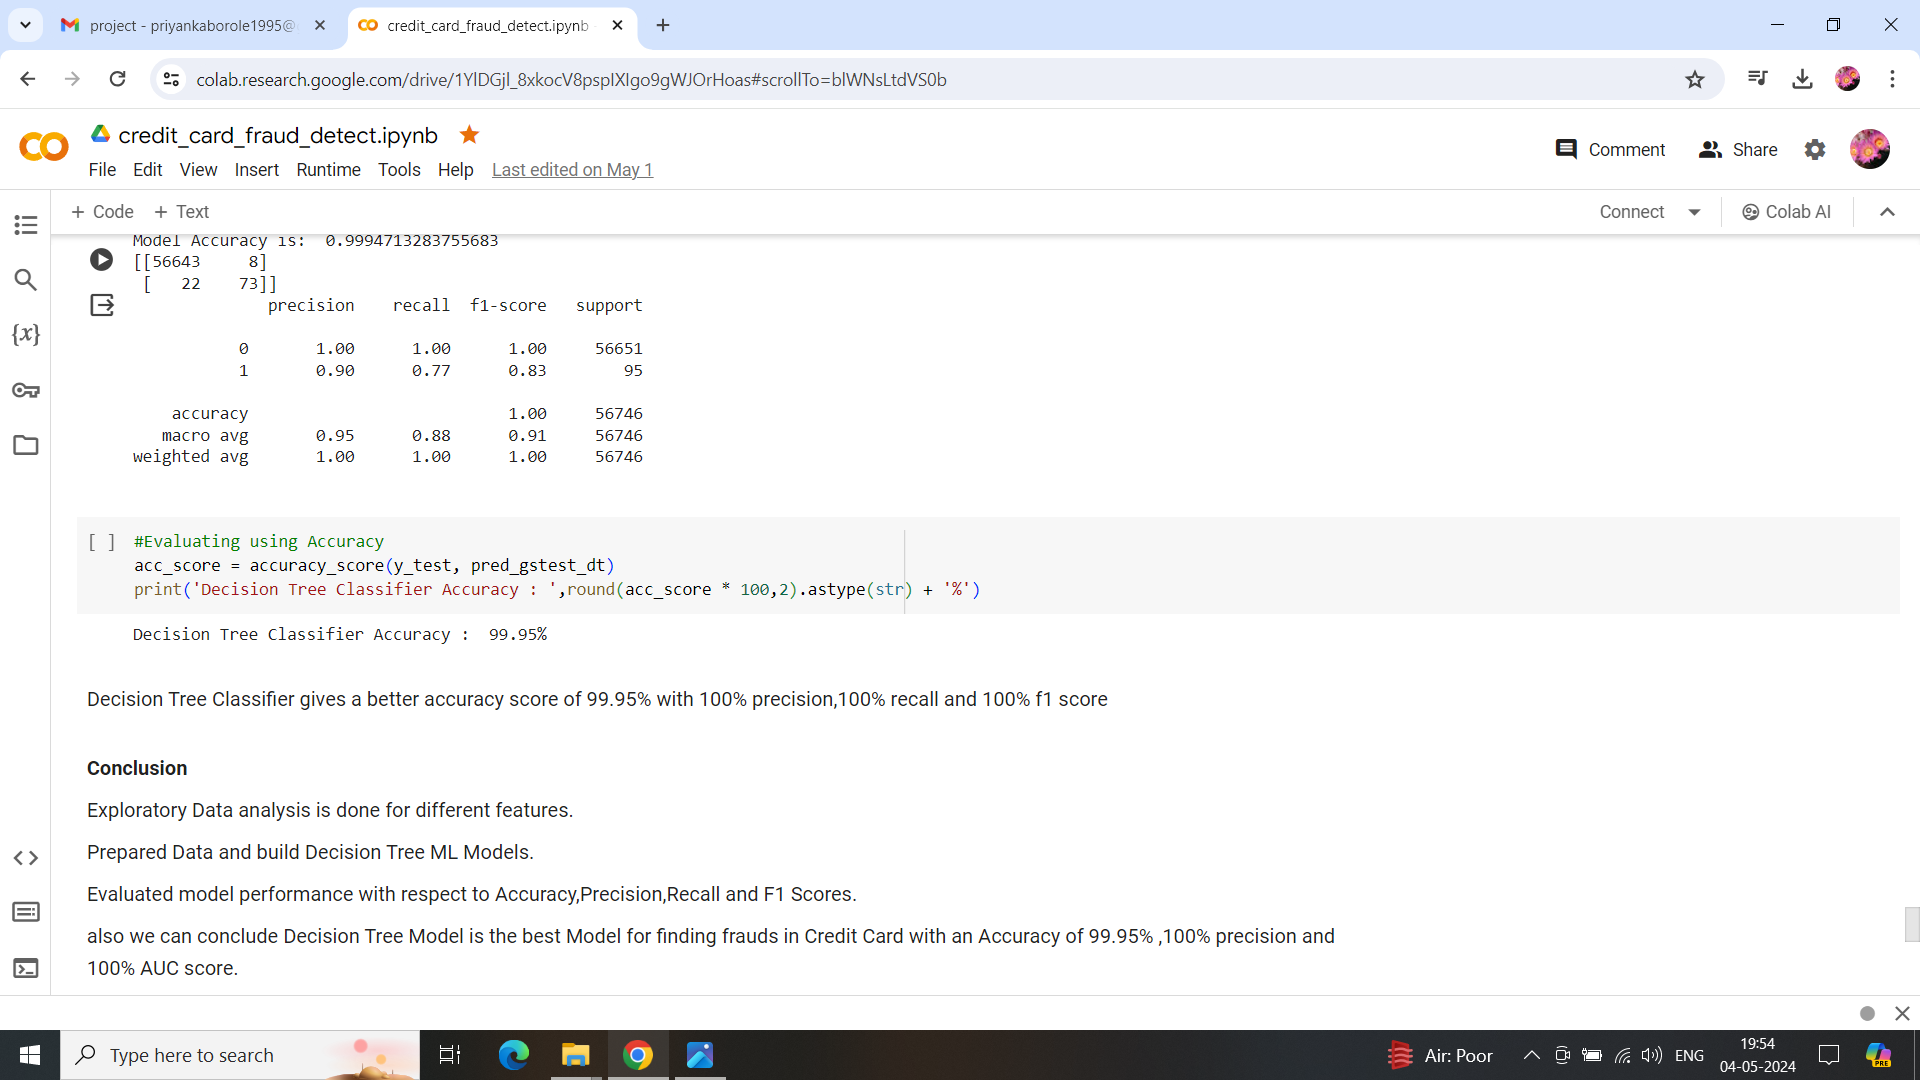 project - priyankaborole1995@
credit_card_fraud_detect.ipynb
colab.research.google.com/drive/1YlDGjl_8xkocV8pspIXIgo9gWJOrHoas#scrollTo=blWNsLtdVS0b
credit_card_fraud_detect.ipynb
Comment Share
File Edit View Insert Runtime Tools Help Last edited on May 1
+ Code + Text Connect Colab AI
Model Accuracy is:  0.9994713283755683
[[56643     8]
[   22    73]]
precision    recall  f1-score   support
0       1.00      1.00      1.00     56651
1       0.90      0.77      0.83        95
accuracy                           1.00     56746
macro avg       0.95      0.88      0.91     56746
weighted avg       1.00      1.00      1.00     56746
[ ] #Evaluating using Accuracy
acc_score = accuracy_score(y_test, pred_gstest_dt)
print('Decision Tree Classifier Accuracy : ',round(acc_score * 100,2).astype(str) + '%')
Decision Tree Classifier Accuracy :  99.95%
Decision Tree Classifier gives a better accuracy score of 99.95% with 100% precision,100% recall and 100% f1 score
Conclusion
Exploratory Data analysis is done for different features.
Prepared Data and build Decision Tree ML Models.
Evaluated model performance with respect to Accuracy,Precision,Recall and F1 Scores.
also we can conclude Decision Tree Model is the best Model for finding frauds in Credit Card with an Accuracy of 99.95% ,100% precision and
100% AUC score.
Type here to search
Air: Poor
ENG
19:54
04-05-2024
PRE